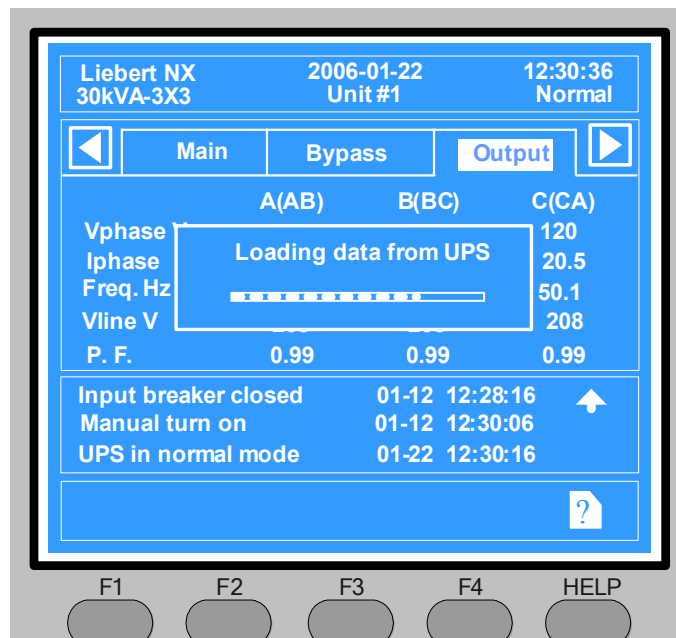 Liebert NX 2006-01-22 12:30:36
30kVA-3X3 Unit #1 Normal
Main Bypass Output
A(AB) B(BC) C(CA)
Vphase 120
Loading data from UPS
Iphase 20.5
Freq. Hz 50.1
Vline V 208
P. F. 0.99 0.99 0.99
Input breaker closed 01-12 12:28:16
Manual turn on 01-12 12:30:06
UPS in normal mode 01-22 12:30:16
?
F1 F2 F3 F4 HELP